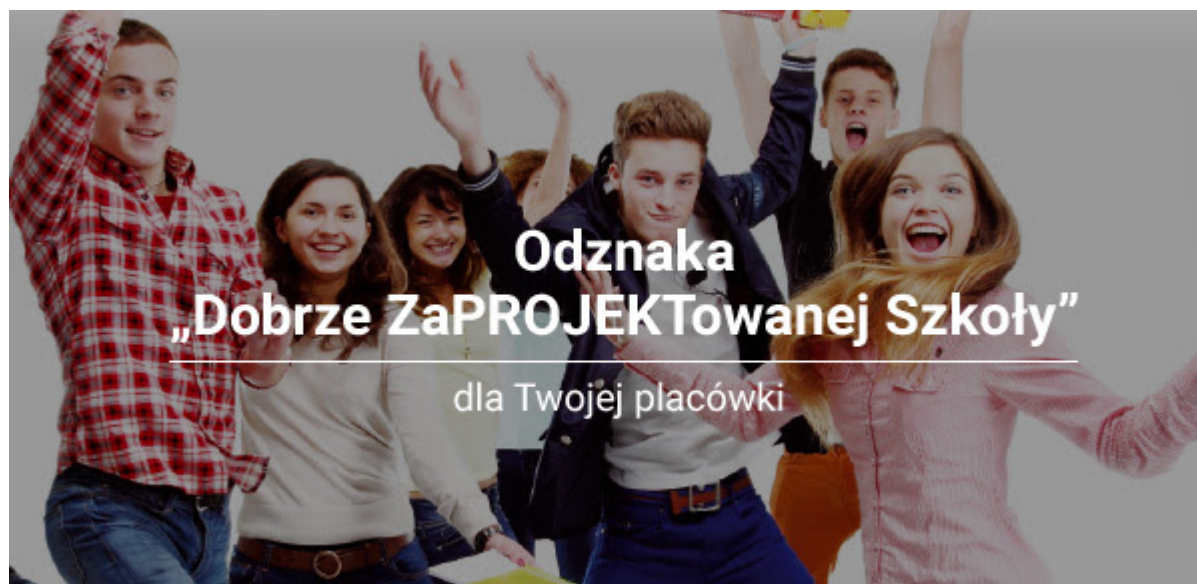 Odznaka
„Dobrze ZaPROJEKTowanej Szkoły”
dla Twojej placówki